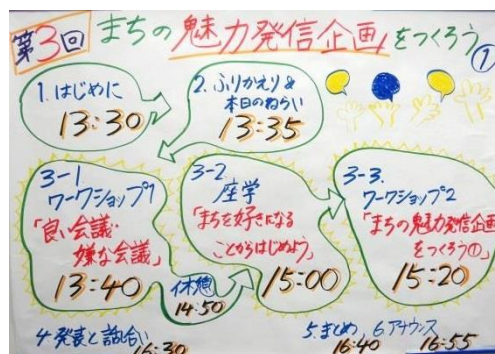 第3回 まちの魅力発信企画をつくろう①
1.はじめに
13:30
2.ふりかえり&
本日のねらい
13:35
3-1
ワークショップ1
「良い会議・
嫌な会議」
13:40
休憩
14:50
3-2
座学
「まちを好きになる
ことからはじめよう」
15:00
3-3.
ワークショップ2
「まちの魅力発信企画
をつくろう①」
15:20
4.発表と話し合い
16:30
5.まとめ
16:40
6.アナウンス
16:55